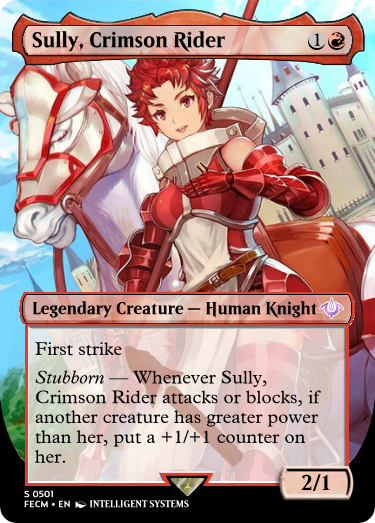 Sully, Crimson Rider 1
Legendary Creature — Human Knight
First strike
Stubborn — Whenever Sully,
Crimson Rider attacks or blocks, if
another creature has greater power
than her, put a +1/+1 counter on
her.
2/1
S 0501
FECM • EN INTELLIGENT SYSTEMS